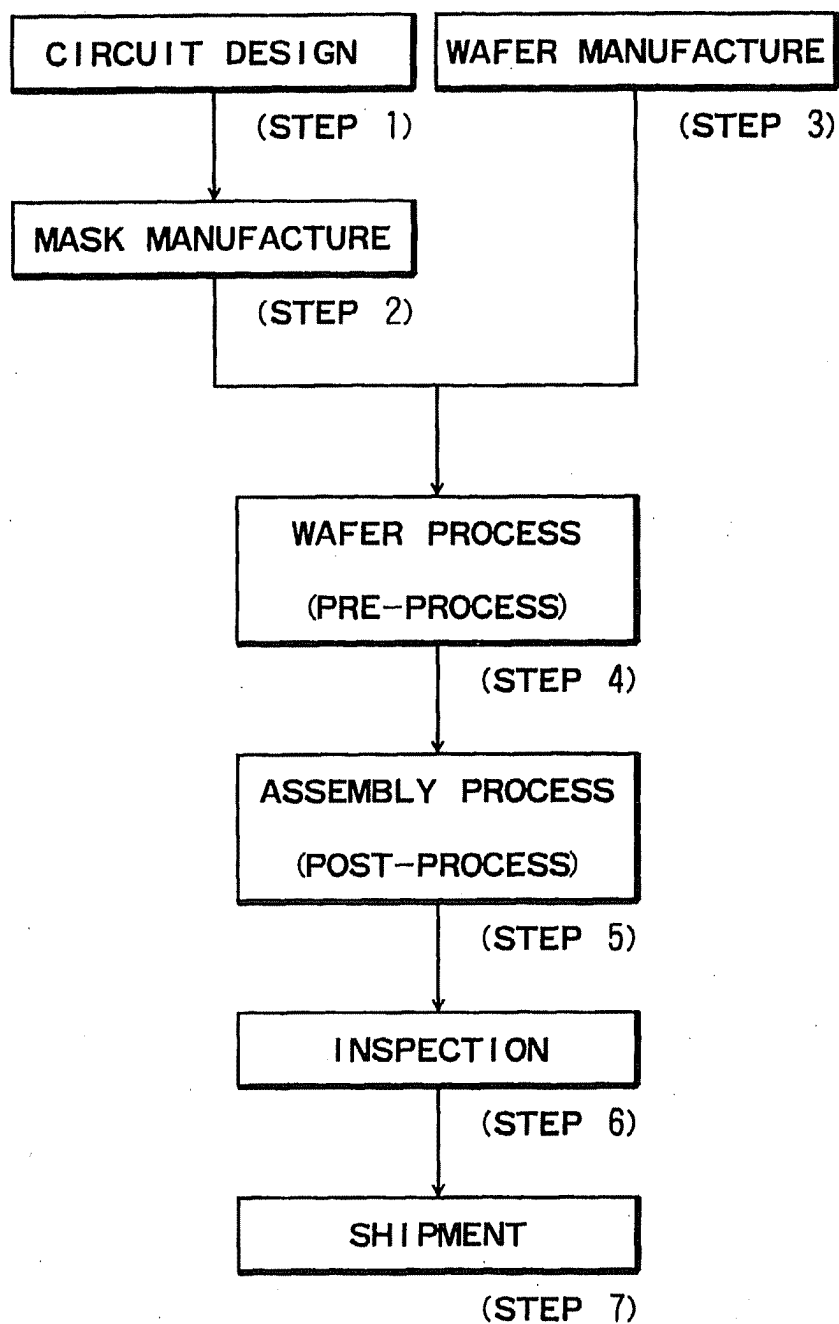 CIRCUIT DESIGN
WAFER MANUFACTURE
(STEP 1)
(STEP 3)
MASK MANUFACTURE
(STEP 2)
WAFER PROCESS
(PRE-PROCESS)
(STEP 4)
ASSEMBLY PROCESS
(POST-PROCESS)
(STEP 5)
INSPECTION
(STEP 6)
SHIPMENT
(STEP 7)